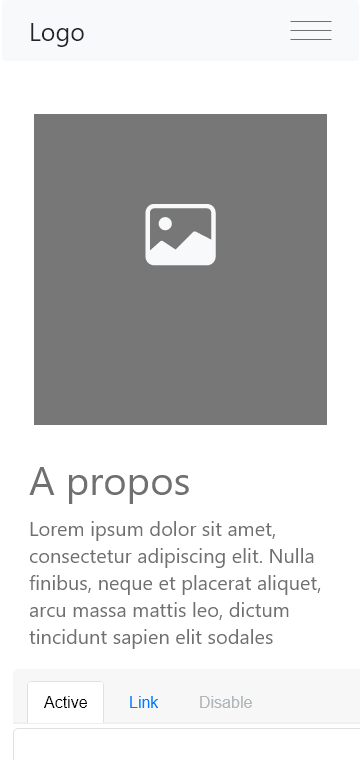 Logo
A propos
Lorem ipsum dolor sit amet,
consectetur adipiscing elit. Nulla
finibus, neque et placerat aliquet,
arcu massa mattis leo, dictum
tincidunt sapien elit sodales
Active Link Disable